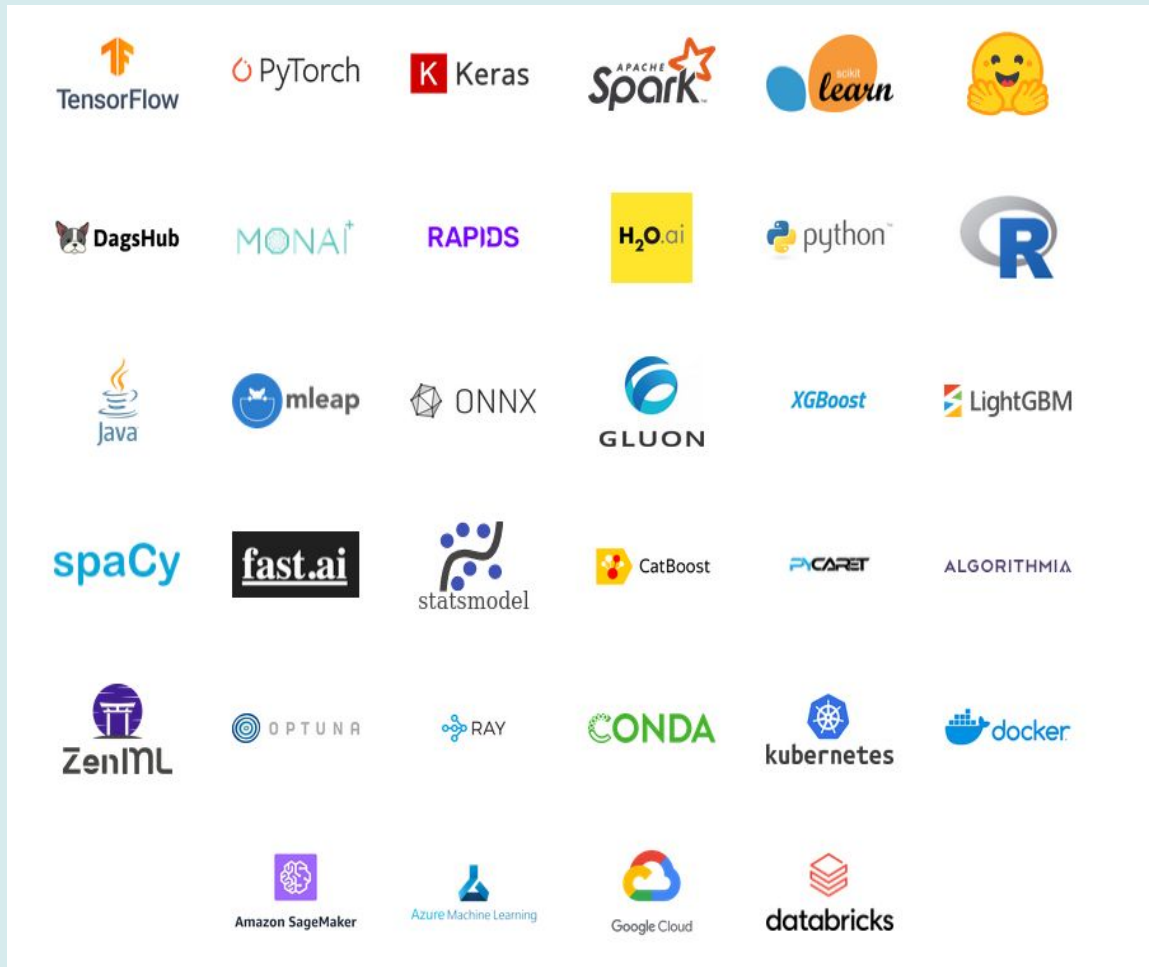 TensorFlow
PyTorch
K Keras
APACHE
Spark™
scikit
learn
DagsHub
MONAI+
RAPIDS
H₂O.ai
python™
R
Java
mleap
ONNX
GLUON
XGBoost
LightGBM
spaCy
fast.ai
statsmodel
CatBoost
PYCARET
ALGORITHMIA
ZenML
OPTUNA
RAY
CONDA
kubernetes
docker
Amazon SageMaker
Azure Machine Learning
Google Cloud
databricks